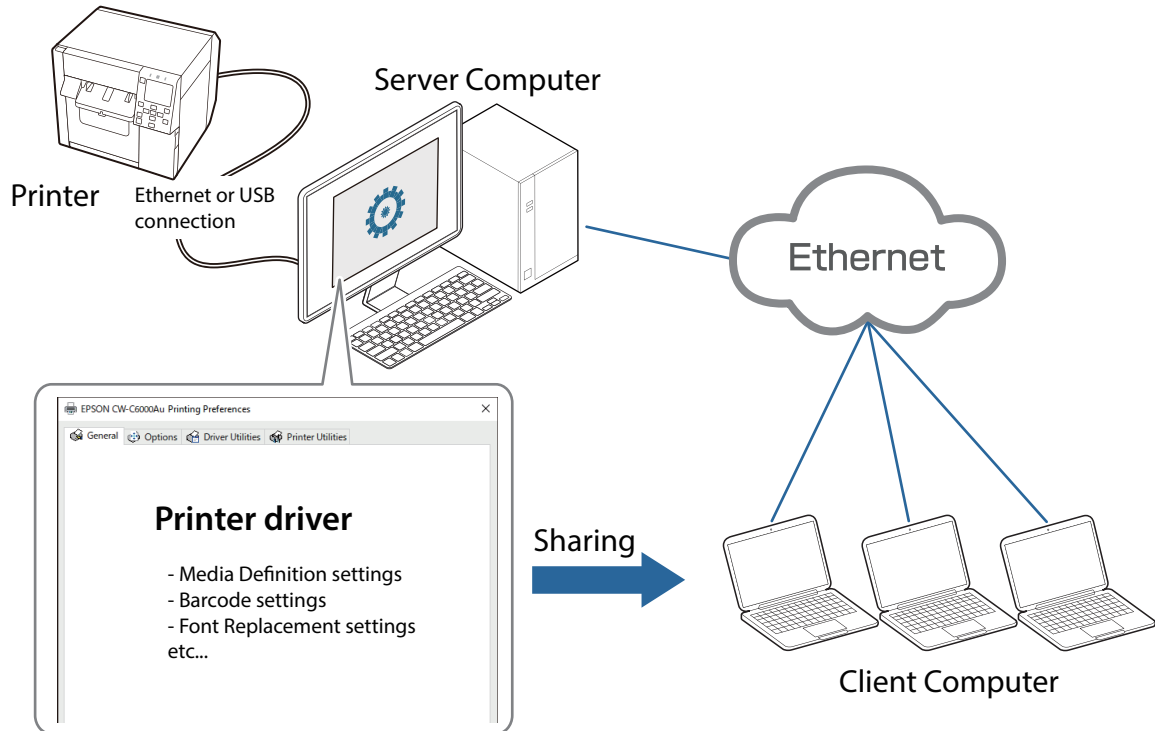 Server Computer
Printer
Ethernet or USB
connection
Ethernet
EPSON CW-C6000Au Printing Preferences
General
Options
Driver Utilities
Printer Utilities
Printer driver
- Media Definition settings
- Barcode settings
- Font Replacement settings
etc...
Sharing
Client Computer